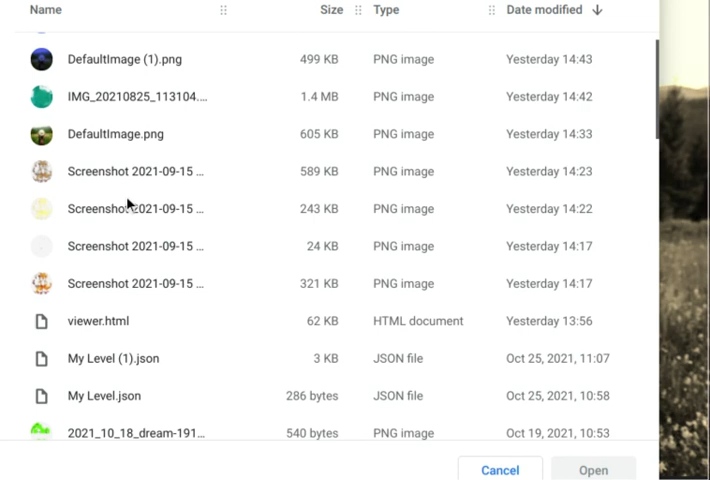 Name Size Type Date modified
DefaultImage (1).png 499 KB PNG image Yesterday 14:43
IMG_20210825_113104.... 1.4 MB PNG image Yesterday 14:42
DefaultImage.png 605 KB PNG image Yesterday 14:33
Screenshot 2021-09-15 ... 589 KB PNG image Yesterday 14:23
Screenshot 2021-09-15 ... 243 KB PNG image Yesterday 14:22
Screenshot 2021-09-15 ... 24 KB PNG image Yesterday 14:17
Screenshot 2021-09-15 ... 321 KB PNG image Yesterday 14:17
viewer.html 62 KB HTML document Yesterday 13:56
My Level (1).json 3 KB JSON file Oct 25, 2021, 11:07
My Level.json 286 bytes JSON file Oct 25, 2021, 10:58
2021_10_18_dream-191... 540 bytes PNG image Oct 19, 2021, 10:53
Cancel Open